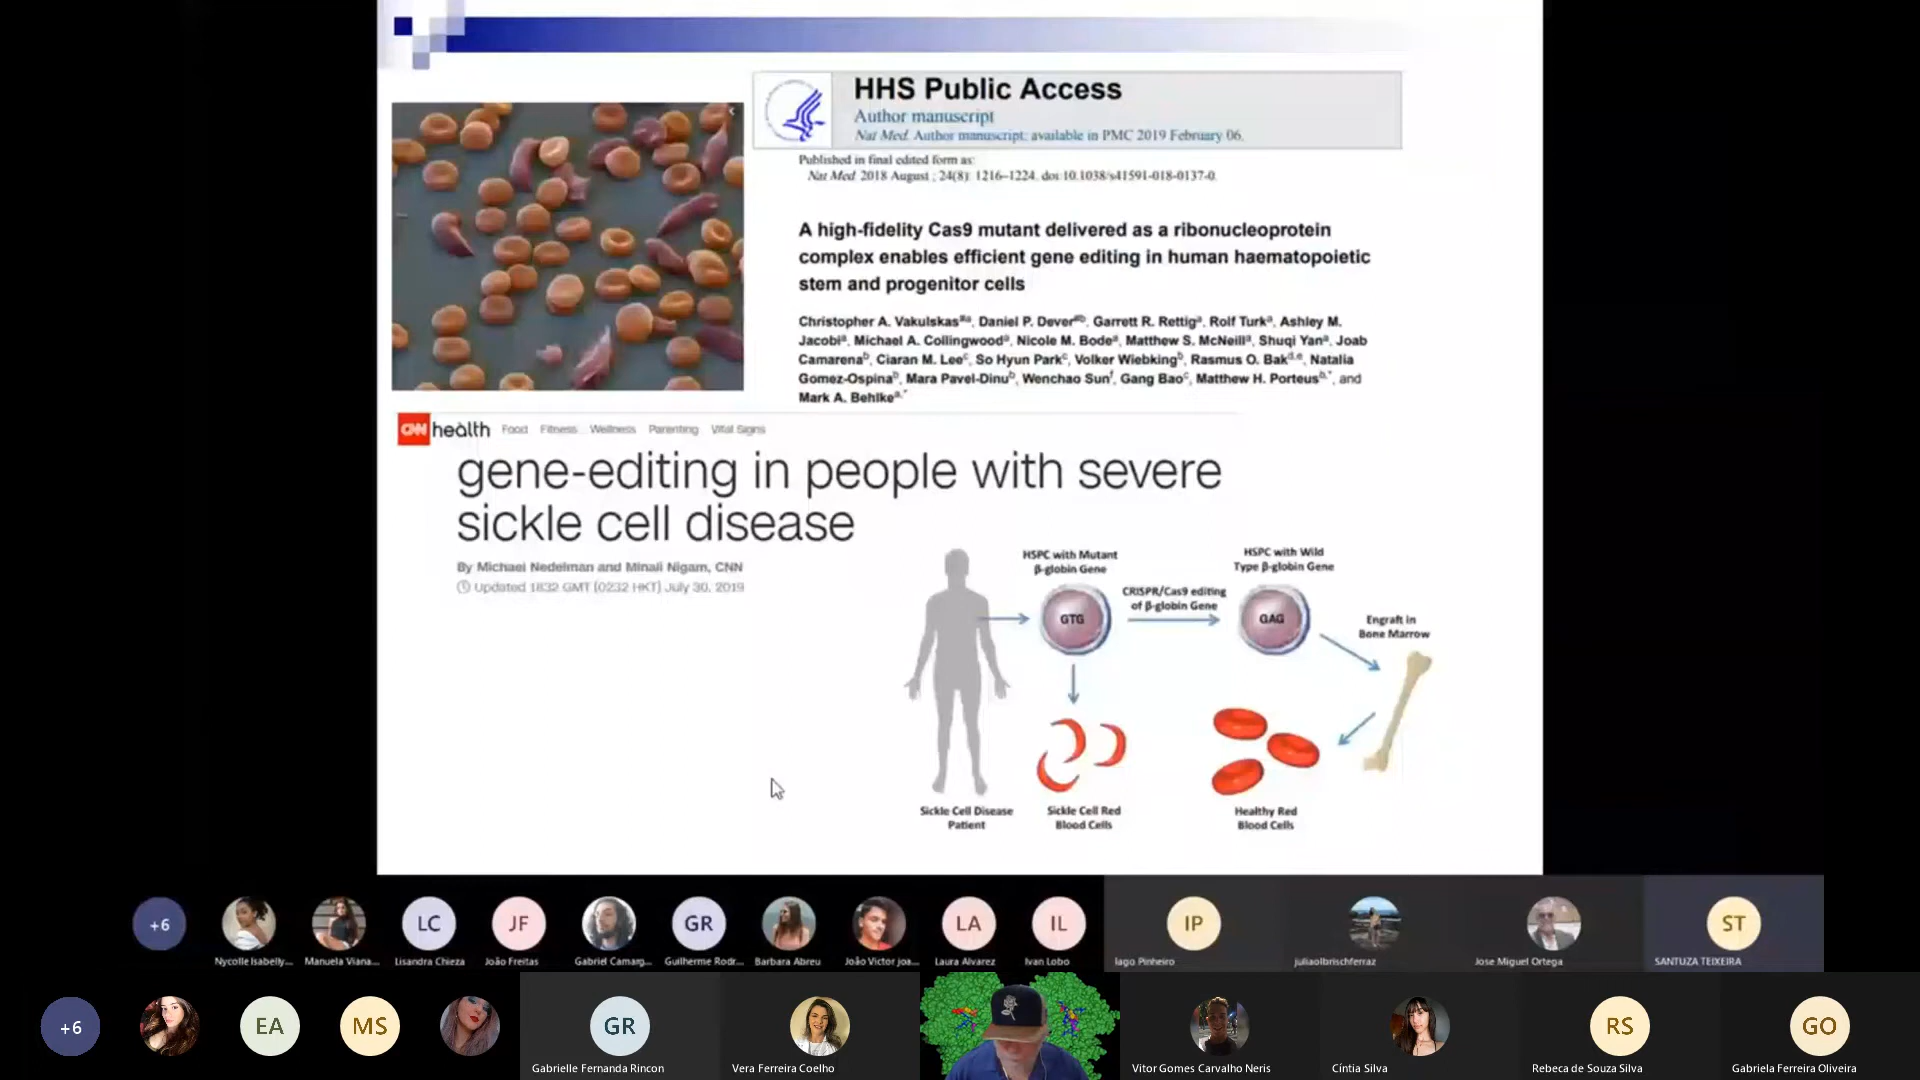 HHS Public Access
Author manuscript
Nat Med. Author manuscript; available in PMC 2019 February 06.
Published in final edited form as:
Nat Med. 2018 August ; 24(8): 1216–1224. doi:10.1038/s41591-018-0137-0.
A high-fidelity Cas9 mutant delivered as a ribonucleoprotein
complex enables efficient gene editing in human haematopoietic
stem and progenitor cells
Christopher A. Vakulskas, Daniel P. Dever, Garrett R. Rettig, Rolf Turk, Ashley M.
Jacobi, Michael A. Collingwood, Nicole M. Bode, Matthew S. McNeill, Shuqi Yan, Joab
Camarena, Ciaran M. Lee, So Hyun Park, Volker Wiebking, Rasmus O. Bak, Natalia
Gomez-Ospina, Mara Pavel-Dinu, Wenchao Sun, Gang Bao, Matthew H. Porteus, and
Mark A. Behlke
CNN health Food Fitness Wellness Parenting Vital Signs
gene-editing in people with severe
sickle cell disease
By Michael Nedelman and Minali Nigam, CNN
Updated 1832 GMT (0232 HKT) July 30, 2019
HSPC with Mutant
β-globin Gene
HSPC with Wild
Type β-globin Gene
CRISPR/Cas9 editing
of β-globin Gene
GTG
GAG
Engraft in
Bone Marrow
Sickle Cell Disease
Patient
Sickle Cell Red
Blood Cells
Healthy Red
Blood Cells
+6 LC JF GR LA IL IP ST
Nycolle Isabelly... Manuela Viana... Lisandra Chieza João Freitas Gabriel Camarg... Guilherme Rodr... Barbara Abreu João Victor joa... Laura Alvarez Ivan Lobo Iago Pinheiro juliaolbrischferraz Jose Miguel Ortega SANTUZA TEIXEIRA
+6 EA MS GR RS GO
Gabrielle Fernanda Rincon Vera Ferreira Coelho Vitor Gomes Carvalho Neris Cíntia Silva Rebeca de Souza Silva Gabriela Ferreira Oliveira